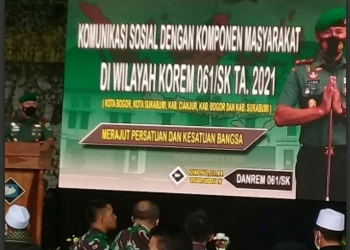 KOMUNIKASI SOSIAL DENGAN KOMPONEN MASYARAKAT
DI WILAYAH KOREM 061/SK TA. 2021
( KOTA BOGOR, KOTA SUKABUMI, KAB. CIANJUR, KAB. BOGOR DAN KAB. SUKABUMI )
MERAJUT PERSATUAN DAN KESATUAN BANGSA
DANREM 061/SK